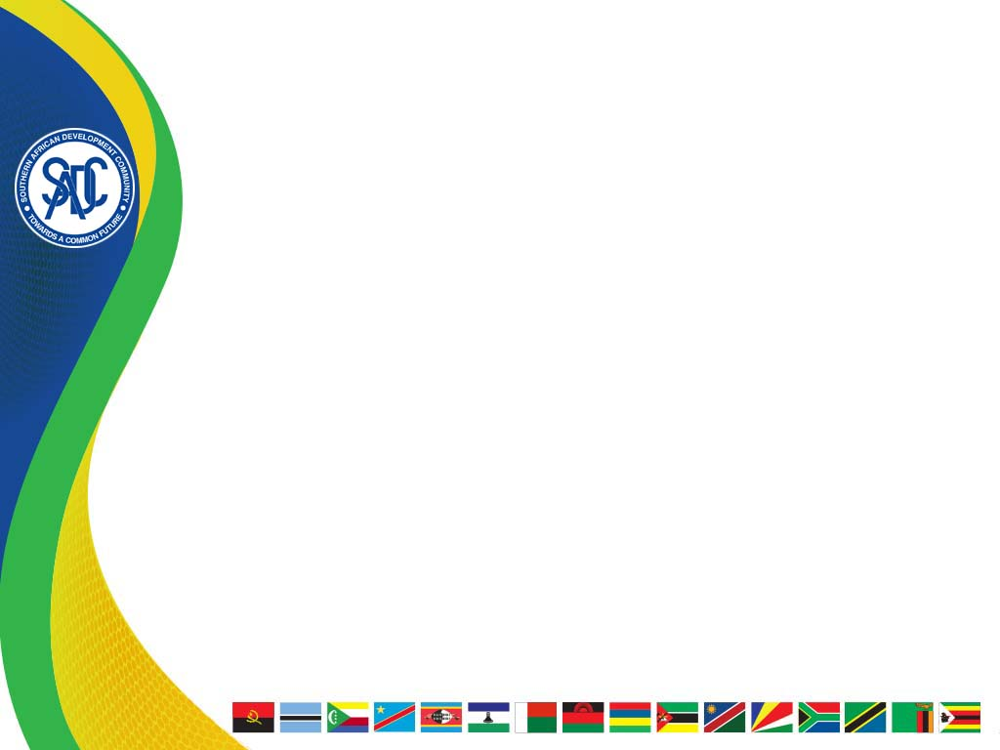 SOUTHERN AFRICAN DEVELOPMENT COMMUNITY
SADC
TOWARDS A COMMON FUTURE